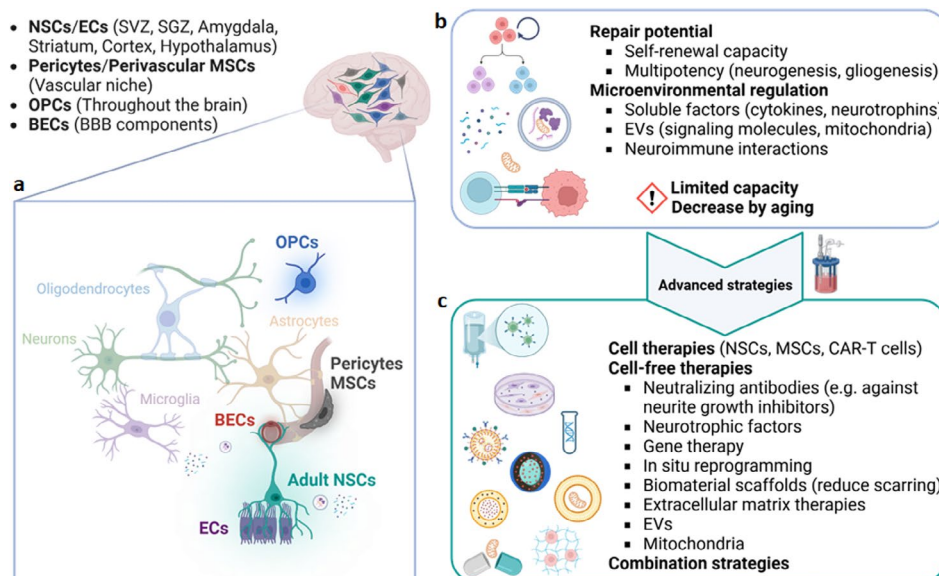 • NSCs/ECs (SVZ, SGZ, Amygdala,
Striatum, Cortex, Hypothalamus)
• Pericytes/Perivascular MSCs
(Vascular niche)
• OPCs (Throughout the brain)
• BECs (BBB components)
a
OPCs
Oligodendrocytes
Astrocytes
Neurons
Pericytes
MSCs
Microglia
BECs
Adult NSCs
ECs
b
Repair potential
▪ Self-renewal capacity
▪ Multipotency (neurogenesis, gliogenesis)
Microenvironmental regulation
▪ Soluble factors (cytokines, neurotrophins)
▪ EVs (signaling molecules, mitochondria)
▪ Neuroimmune interactions
! Limited capacity
Decrease by aging
Advanced strategies
c
Cell therapies (NSCs, MSCs, CAR-T cells)
Cell-free therapies
▪ Neutralizing antibodies (e.g. against
neurite growth inhibitors)
▪ Neurotrophic factors
▪ Gene therapy
▪ In situ reprogramming
▪ Biomaterial scaffolds (reduce scarring)
▪ Extracellular matrix therapies
▪ EVs
▪ Mitochondria
Combination strategies